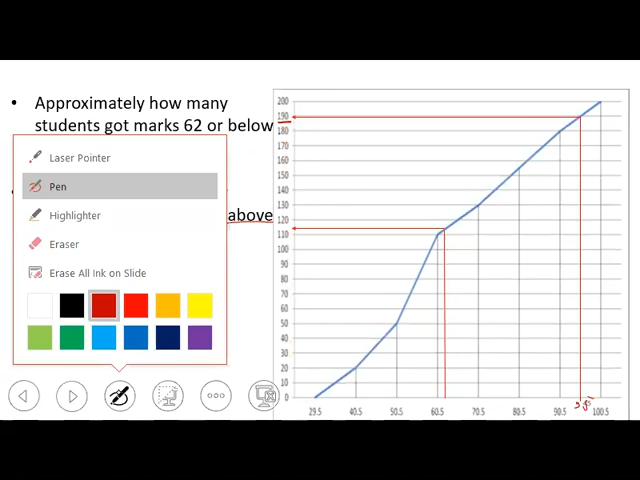 • Approximately how many
students got marks 62 or below
above
Laser Pointer
Pen
Highlighter
Eraser
Erase All Ink on Slide
200
190
180
170
160
150
140
130
120
110
100
90
80
70
60
50
40
30
20
10
0
29.5 40.5 50.5 60.5 70.5 80.5 90.5 100.5